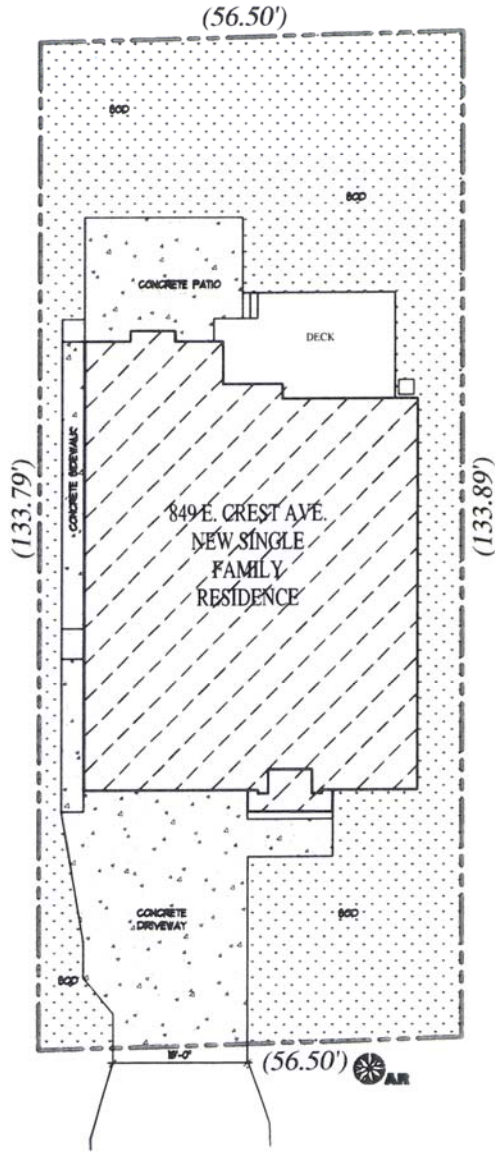 (56.50')
SOD
SOD
CONCRETE PATIO
DECK
CONCRETE SIDEWALK
(133.79')
(133.89')
849 E. CREST AVE.
NEW SINGLE
FAMILY
RESIDENCE
CONCRETE
DRIVEWAY
SOD
SOD
(56.50')
AR